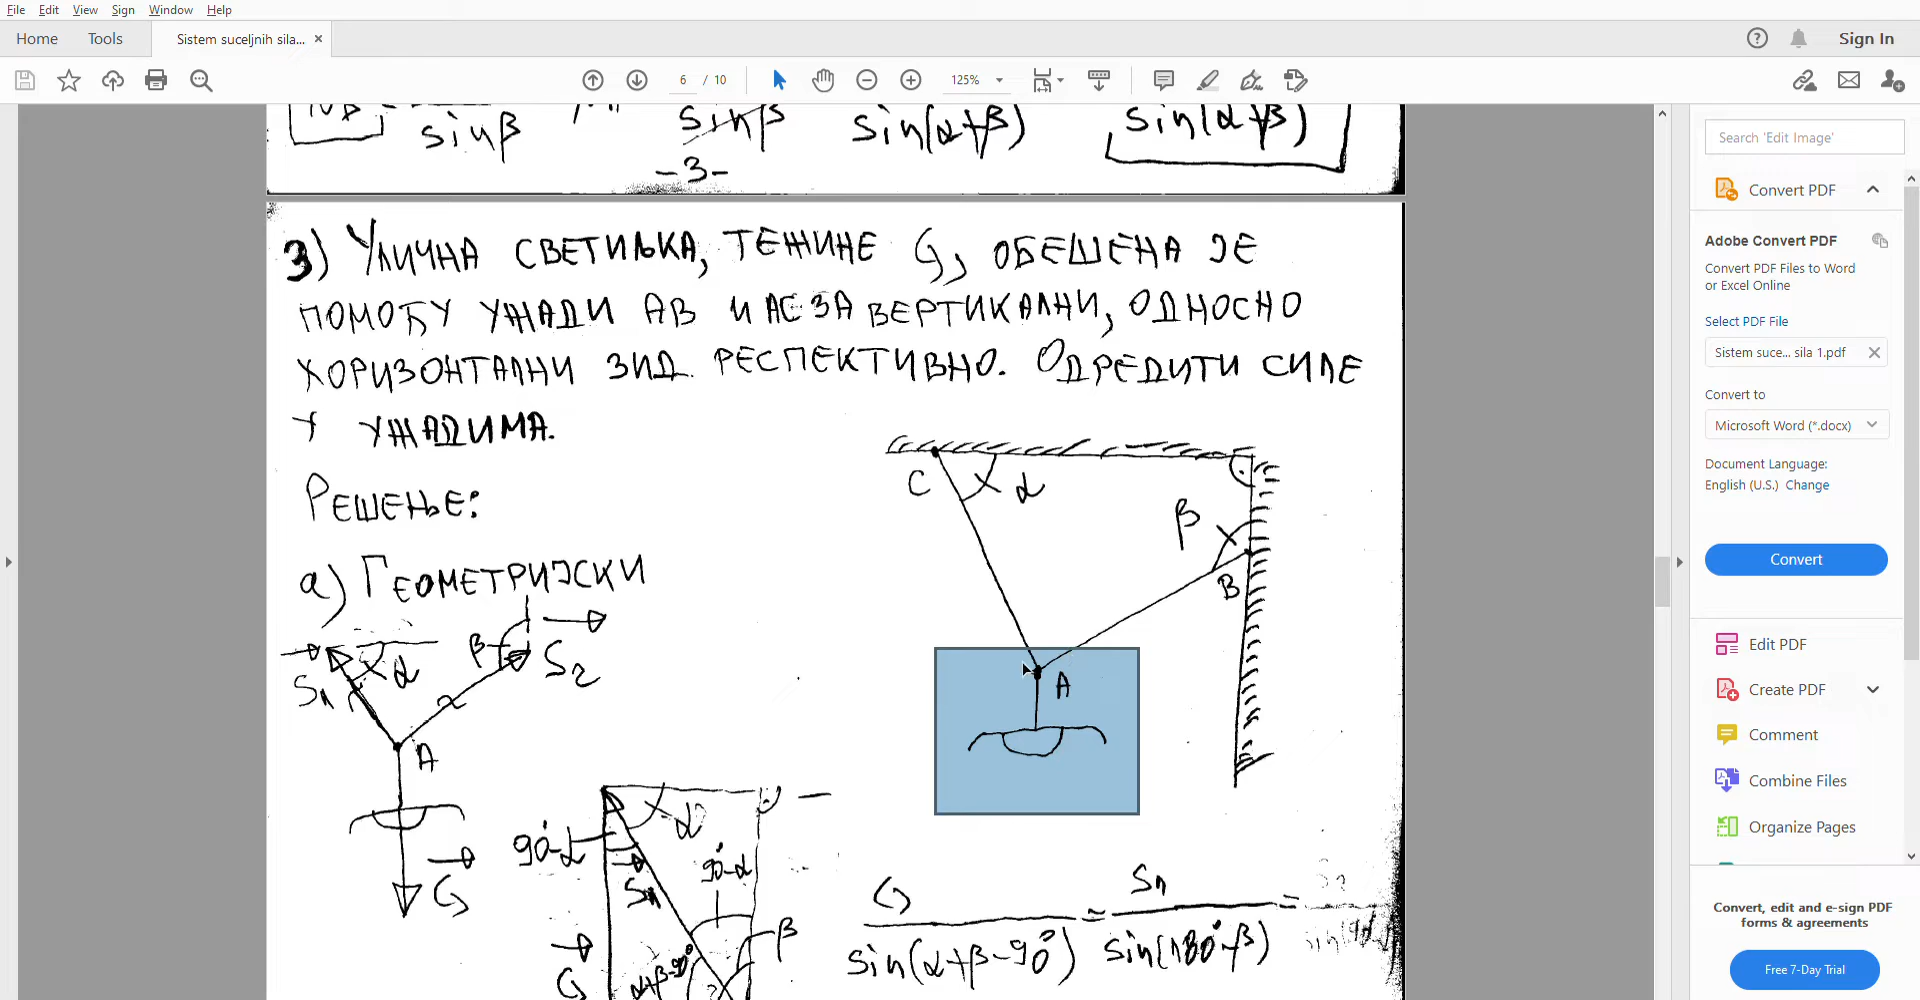 File Edit View Sign Window Help
Home Tools Sistem suceljnih sila... × Sign In
6 / 10 125%
Search 'Edit Image'
Convert PDF
Adobe Convert PDF
Convert PDF Files to Word
or Excel Online
Select PDF File
Sistem suce... sila 1.pdf
Convert to
Microsoft Word (*.docx)
Document Language:
English (U.S.) Change
Convert
Edit PDF
Create PDF
Comment
Combine Files
Organize Pages
Convert, edit and e-sign PDF
forms & agreements
Free 7-Day Trial
sinβ sinβ sin(α+β) sin(α+β)
-3-
3) Улична светиљка, тежине G, обешена је
помоћу ужади АВ и АС за вертикални, односно
хоризонтални зид респективно. Одредити силе
у ужадима.
Решење:
a) Геометријски
C α
β
B
A
β S2
S1 α
A
G
α
90°-α
90°-α
S1
β
α+β-90°
G
G/sin(α+β-90°) = S1/sin(180°-β) =